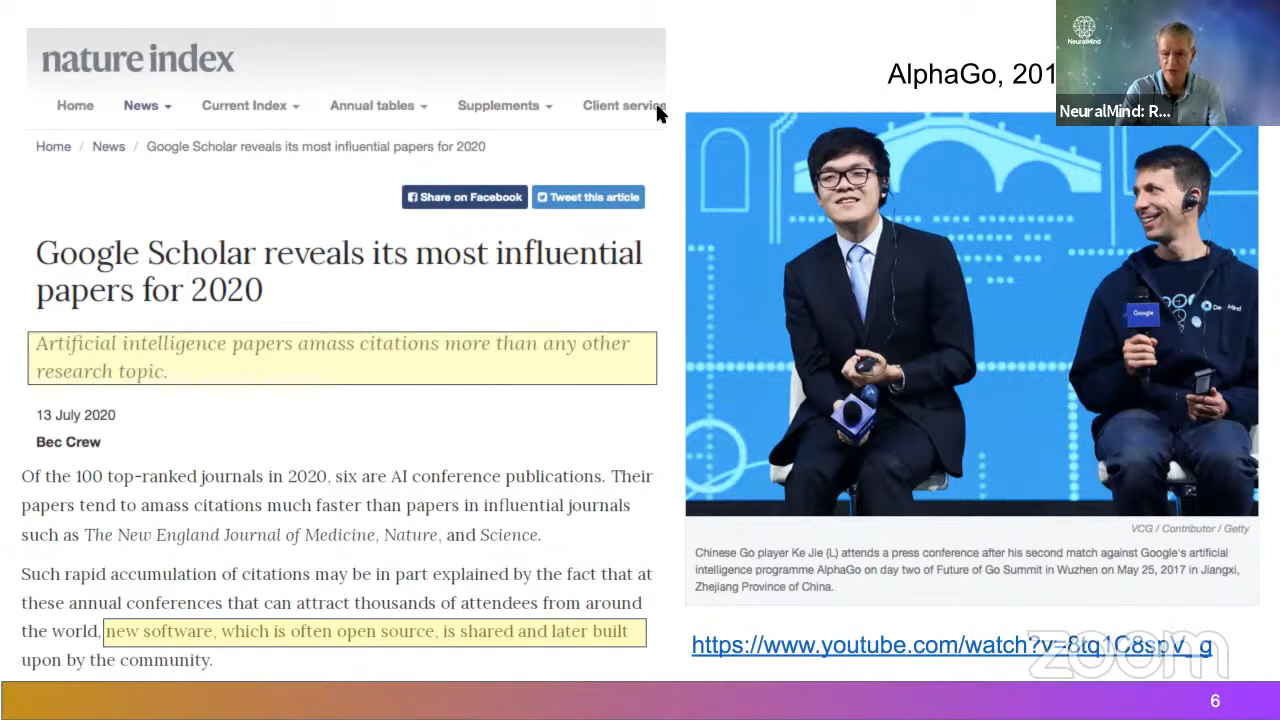 nature index
Home News Current Index Annual tables Supplements Client service
Home / News / Google Scholar reveals its most influential papers for 2020
Share on Facebook Tweet this article
Google Scholar reveals its most influential
papers for 2020
Artificial intelligence papers amass citations more than any other
research topic.
13 July 2020
Bec Crew
Of the 100 top-ranked journals in 2020, six are AI conference publications. Their
papers tend to amass citations much faster than papers in influential journals
such as The New England Journal of Medicine, Nature, and Science.
Such rapid accumulation of citations may be in part explained by the fact that at
these annual conferences that can attract thousands of attendees from around
the world, new software, which is often open source, is shared and later built
upon by the community.
AlphaGo, 201
NeuralMind
NeuralMind: R...
Google
DeepMind
VCG / Contributor / Getty
Chinese Go player Ke Jie (L) attends a press conference after his second match against Google's artificial
intelligence programme AlphaGo on day two of Future of Go Summit in Wuzhen on May 25, 2017 in Jiangxi,
Zhejiang Province of China.
https://www.youtube.com/watch?v=8tq1C8spV_g
zoom
6